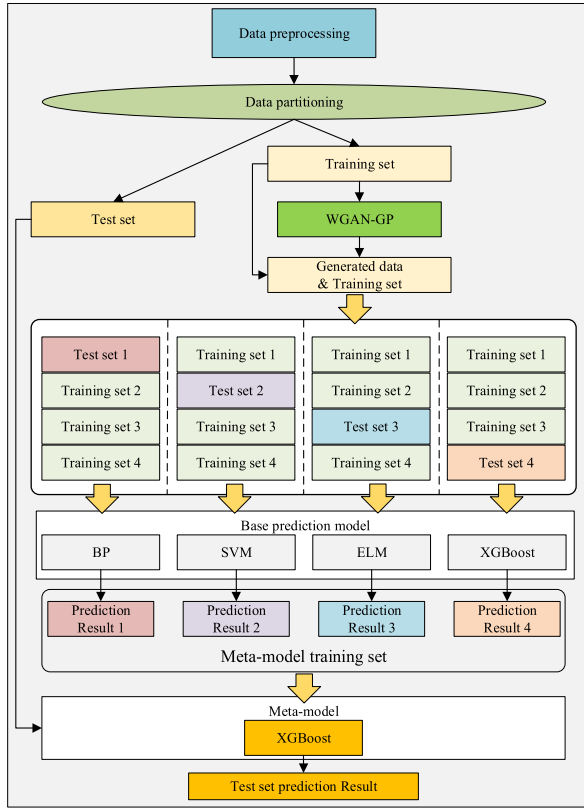 Data preprocessing
Data partitioning
Training set
Test set
WGAN-GP
Generated data
& Training set
Test set 1
Training set 2
Training set 3
Training set 4
Training set 1
Test set 2
Training set 3
Training set 4
Training set 1
Training set 2
Test set 3
Training set 4
Training set 1
Training set 2
Training set 3
Test set 4
Base prediction model
BP
SVM
ELM
XGBoost
Prediction
Result 1
Prediction
Result 2
Prediction
Result 3
Prediction
Result 4
Meta-model training set
Meta-model
XGBoost
Test set prediction Result